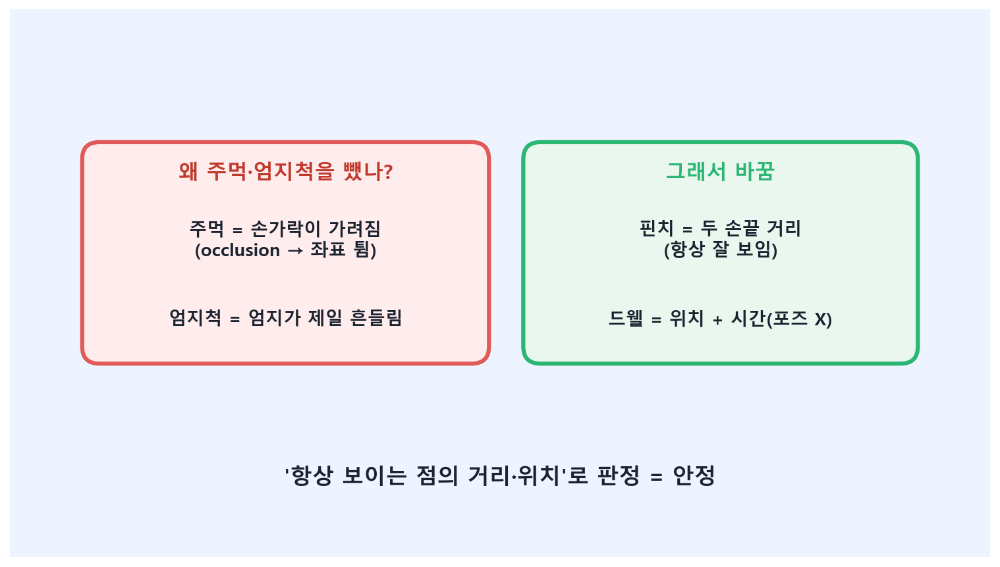 왜 주먹·엄지척을 뺐나?
주먹 = 손가락이 가려짐
(occlusion → 좌표 튐)
엄지척 = 엄지가 제일 흔들림
그래서 바꿈
핀치 = 두 손끝 거리
(항상 잘 보임)
드웰 = 위치 + 시간(포즈 X)
'항상 보이는 점의 거리·위치'로 판정 = 안정